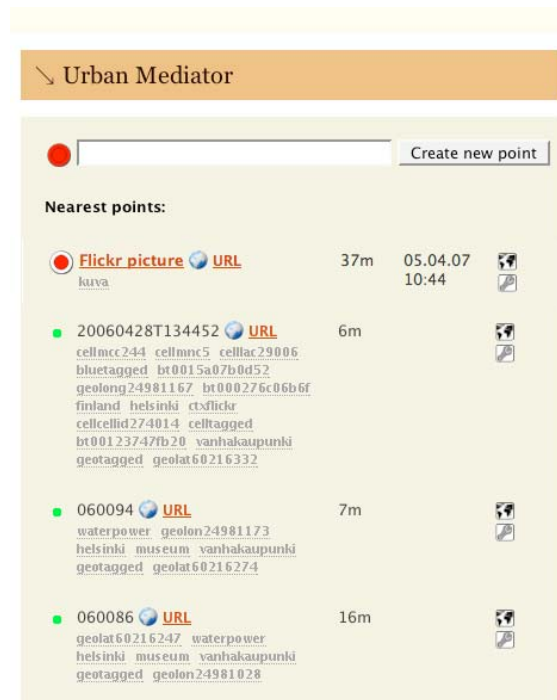 ↘ Urban Mediator
Create new point
Nearest points:
Flickr picture URL 37m 05.04.07
kuva 10:44
20060428T134452 URL 6m
cellmcc244 cellmnc5 celllac29006
bluetagged bt0015a07b0d52
geolong24981167 bt000276c06b6f
finland helsinki ctxflickr
cellcellid274014 celltagged
bt00123747fb20 vanhakaupunki
geotagged geolat60216332
060094 URL 7m
waterpower geolon24981173
helsinki museum vanhakaupunki
geotagged geolat60216274
060086 URL 16m
geolat60216247 waterpower
helsinki museum vanhakaupunki
geotagged geolon24981028